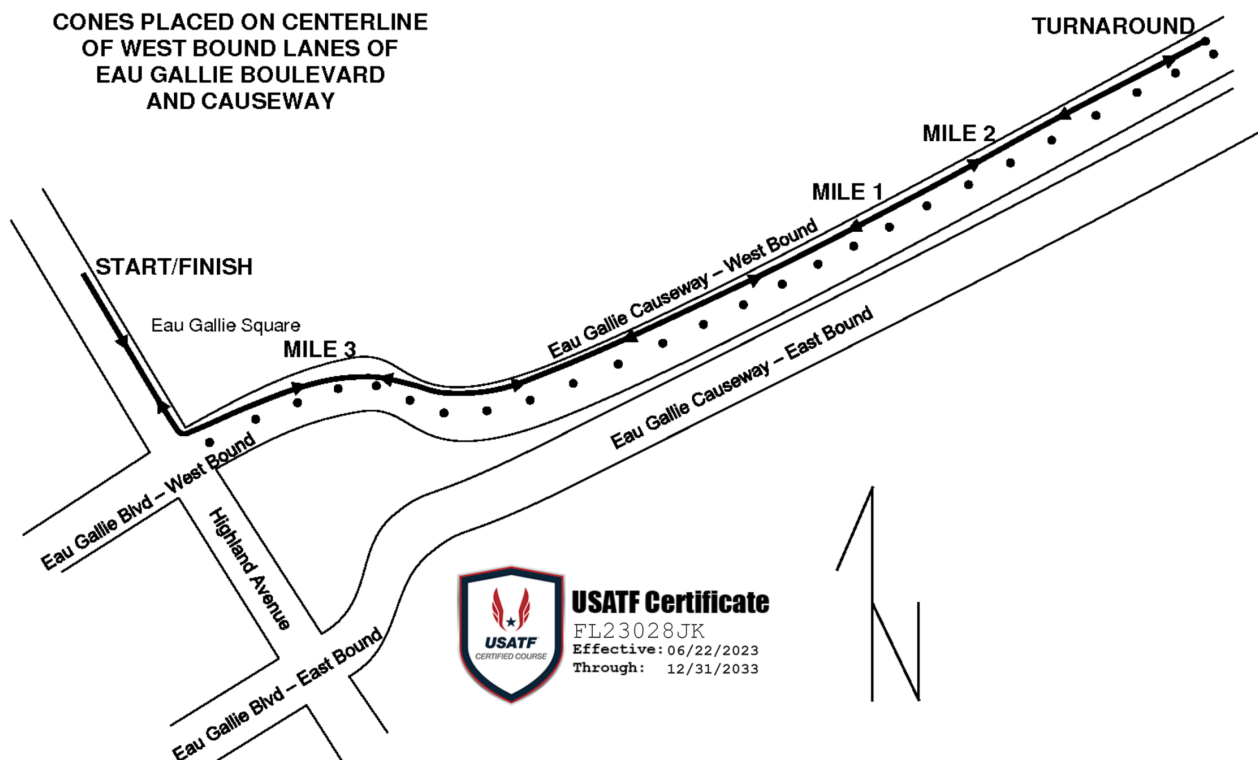 CONES PLACED ON CENTERLINE
OF WEST BOUND LANES OF
EAU GALLIE BOULEVARD
AND CAUSEWAY
TURNAROUND
MILE 2
MILE 1
START/FINISH
Eau Gallie Square
MILE 3
Eau Gallie Causeway – West Bound
Eau Gallie Causeway – East Bound
Eau Gallie Blvd – West Bound
Highland Avenue
Eau Gallie Blvd – East Bound
USATF
CERTIFIED COURSE
USATF Certificate
FL23028JK
Effective: 06/22/2023
Through: 12/31/2033
N